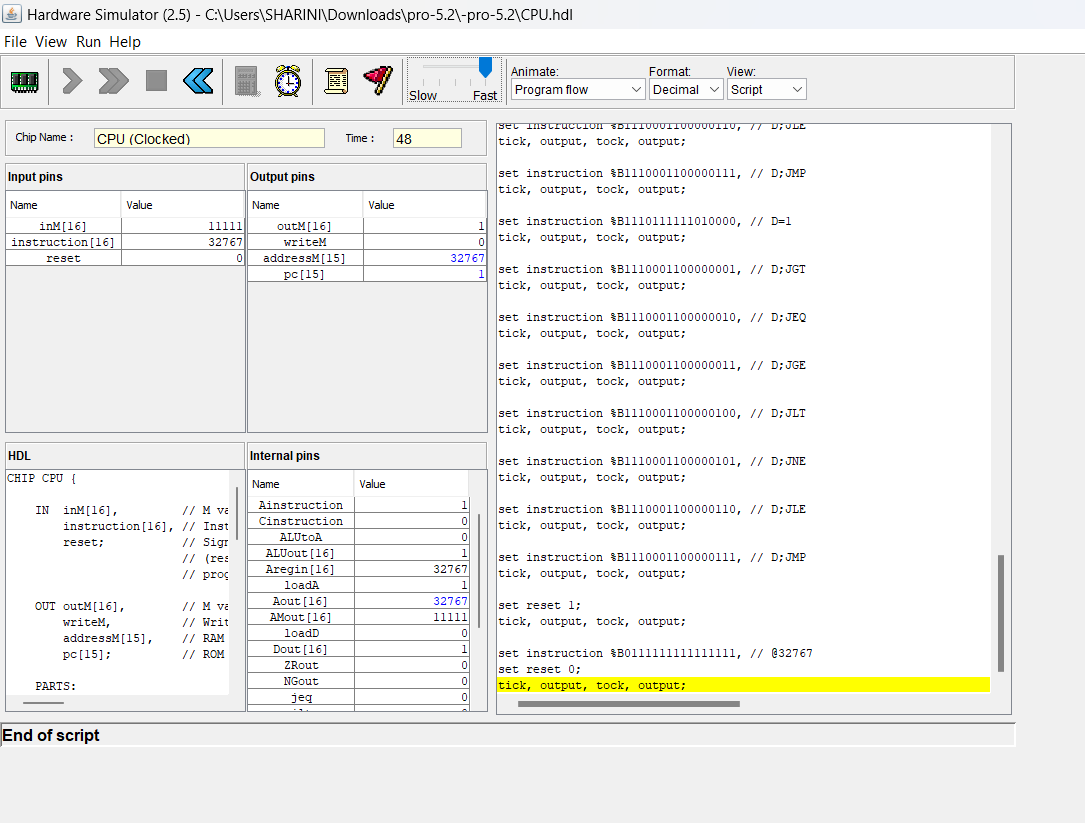 Hardware Simulator (2.5) - C:\Users\SHARINI\Downloads\pro-5.2\-pro-5.2\CPU.hdl
File View Run Help
Slow Fast
Animate: Format: View:
Program flow Decimal Script
Chip Name : CPU (Clocked) Time : 48
Input pins
Name Value
inM[16] 11111
instruction[16] 32767
reset 0
Output pins
Name Value
outM[16] 1
writeM 0
addressM[15] 32767
pc[15] 1
HDL
CHIP CPU {
IN inM[16], // M va
instruction[16], // Inst
reset; // Sign
// (res
// prog
OUT outM[16], // M va
writeM, // Writ
addressM[15], // RAM
pc[15]; // ROM
PARTS:
Internal pins
Name Value
Ainstruction 1
Cinstruction 0
ALUtoA 0
ALUout[16] 1
Aregin[16] 32767
loadA 1
Aout[16] 32767
AMout[16] 11111
loadD 0
Dout[16] 1
ZRout 0
NGout 0
jeq 0
set instruction %B1110001100000110, // D;JLE
tick, output, tock, output;
set instruction %B1110001100000111, // D;JMP
tick, output, tock, output;
set instruction %B1110111111010000, // D=1
tick, output, tock, output;
set instruction %B1110001100000001, // D;JGT
tick, output, tock, output;
set instruction %B1110001100000010, // D;JEQ
tick, output, tock, output;
set instruction %B1110001100000011, // D;JGE
tick, output, tock, output;
set instruction %B1110001100000100, // D;JLT
tick, output, tock, output;
set instruction %B1110001100000101, // D;JNE
tick, output, tock, output;
set instruction %B1110001100000110, // D;JLE
tick, output, tock, output;
set instruction %B1110001100000111, // D;JMP
tick, output, tock, output;
set reset 1;
tick, output, tock, output;
set instruction %B0111111111111111, // @32767
set reset 0;
tick, output, tock, output;
End of script